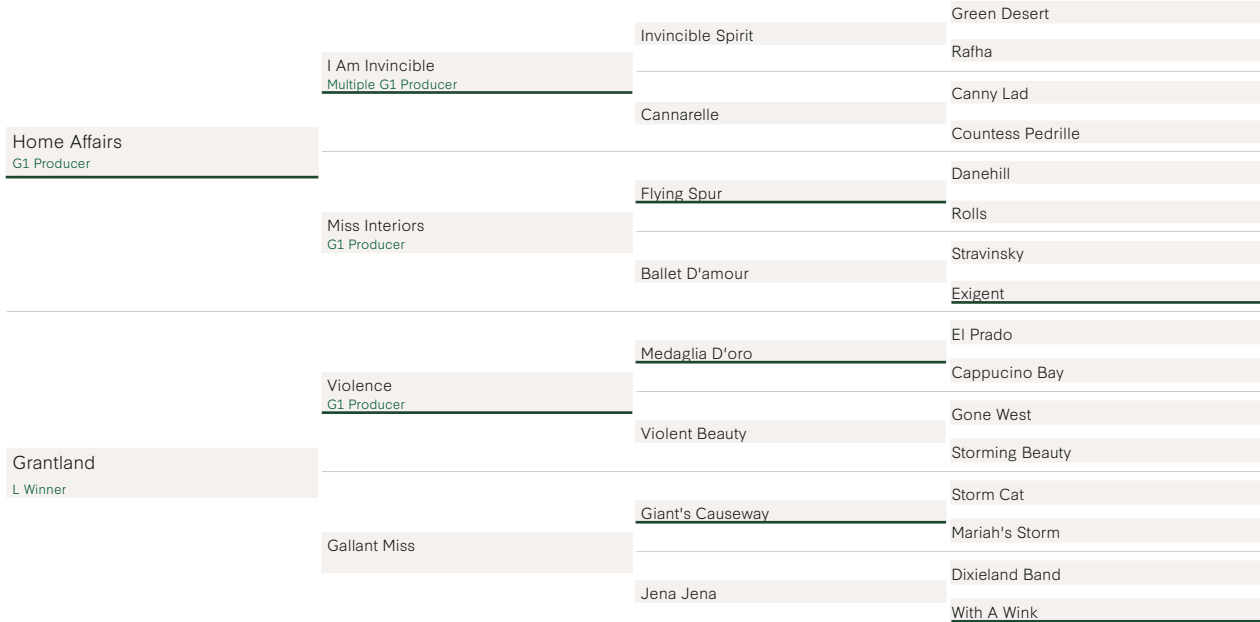 Home Affairs
G1 Producer
Grantland
L Winner
I Am Invincible
Multiple G1 Producer
Miss Interiors
G1 Producer
Violence
G1 Producer
Gallant Miss
Invincible Spirit
Cannarelle
Flying Spur
Ballet D'amour
Medaglia D'oro
Violent Beauty
Giant's Causeway
Jena Jena
Green Desert
Rafha
Canny Lad
Countess Pedrille
Danehill
Rolls
Stravinsky
Exigent
El Prado
Cappucino Bay
Gone West
Storming Beauty
Storm Cat
Mariah's Storm
Dixieland Band
With A Wink